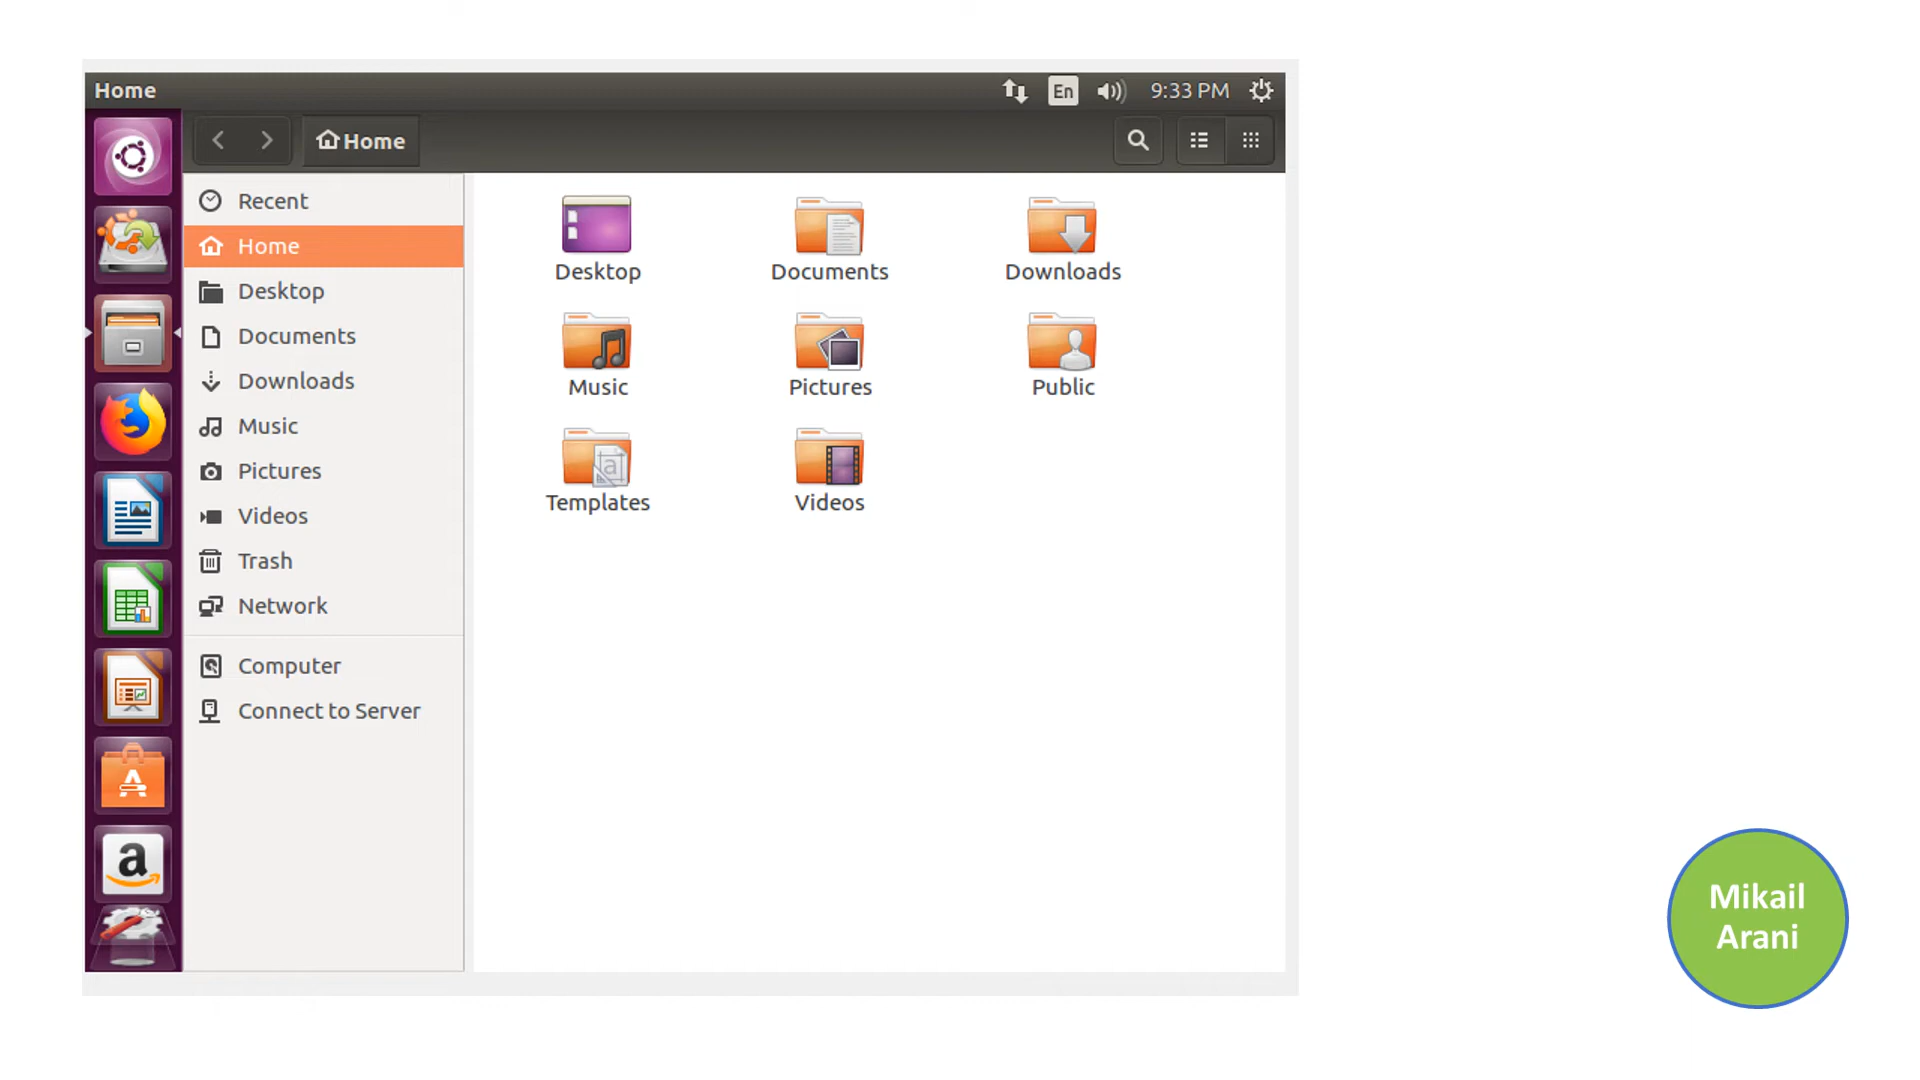 Home
En
9:33 PM
Home
Recent
Home
Desktop
Documents
Downloads
Music
Pictures
Videos
Trash
Network
Computer
Connect to Server
Desktop
Documents
Downloads
Music
Pictures
Public
Templates
Videos
Mikail
Arani